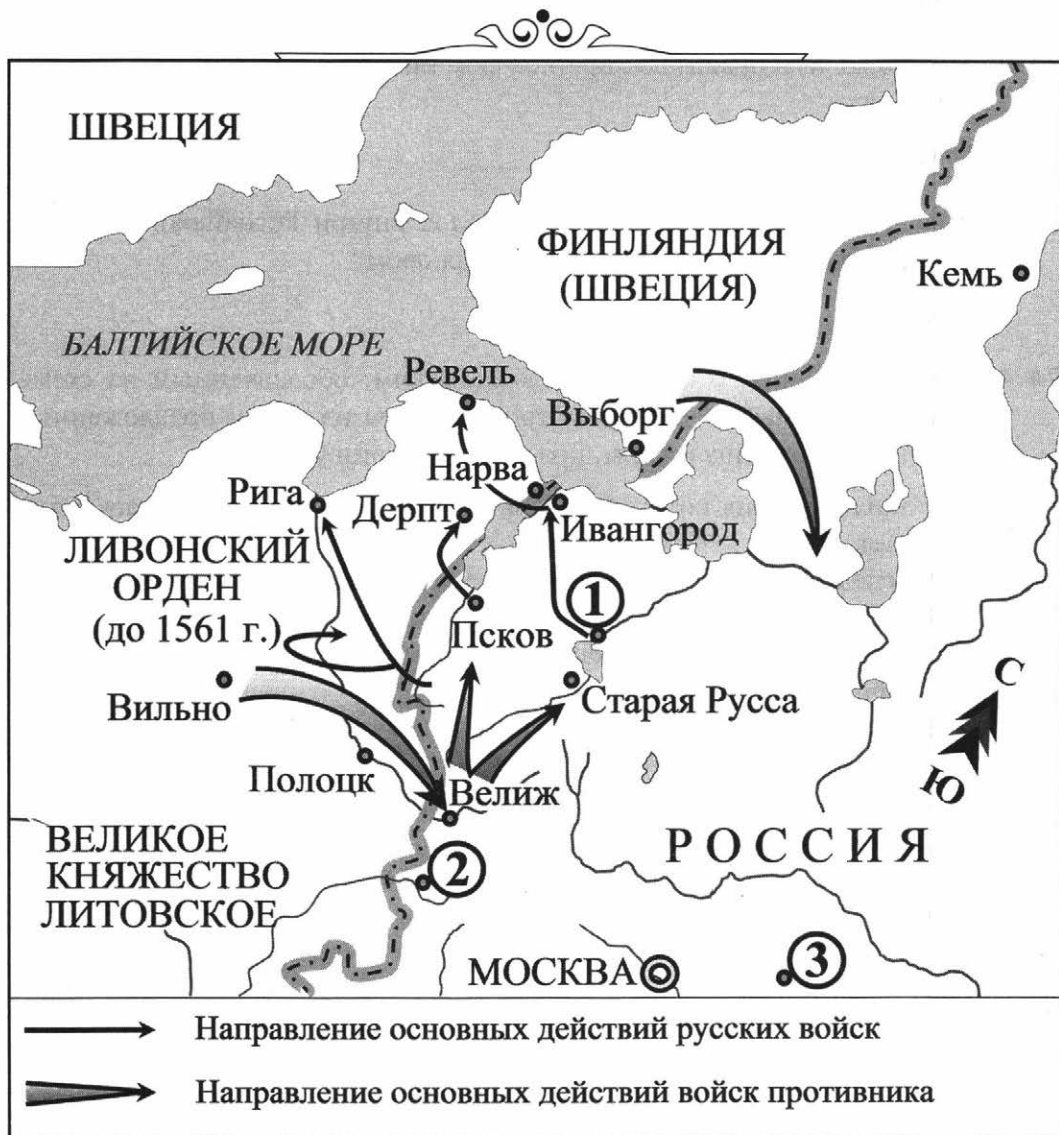 ШВЕЦИЯ
ФИНЛЯНДИЯ
(ШВЕЦИЯ)
Кемь
БАЛТИЙСКОЕ МОРЕ
Ревель
Выборг
Нарва
Рига
Дерпт
Ивангород
ЛИВОНСКИЙ
ОРДЕН
(до 1561 г.)
1
Псков
С
Вильно
Старая Русса
Ю
Полоцк
Велиж
ВЕЛИКОЕ
КНЯЖЕСТВО
ЛИТОВСКОЕ
РОССИЯ
2
МОСКВА
3
Направление основных действий русских войск
Направление основных действий войск противника